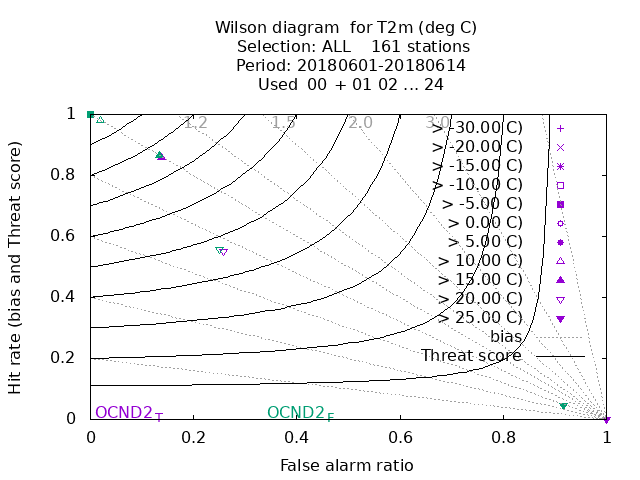 Wilson diagram  for T2m (deg C)
Selection: ALL    161 stations
Period: 20180601-20180614
Used  00  + 01 02 ... 24
Hit rate (bias and Threat score)
1
0.8
0.6
0.4
0.2
0
1.2
1.5
2.0
3.0
> -30.00 C)
> -20.00 C)
> -15.00 C)
> -10.00 C)
> -5.00 C)
> 0.00 C)
> 5.00 C)
> 10.00 C)
> 15.00 C)
> 20.00 C)
> 25.00 C)
bias
Threat score
OCND2_T OCND2_F
0 0.2 0.4 0.6 0.8 1
False alarm ratio